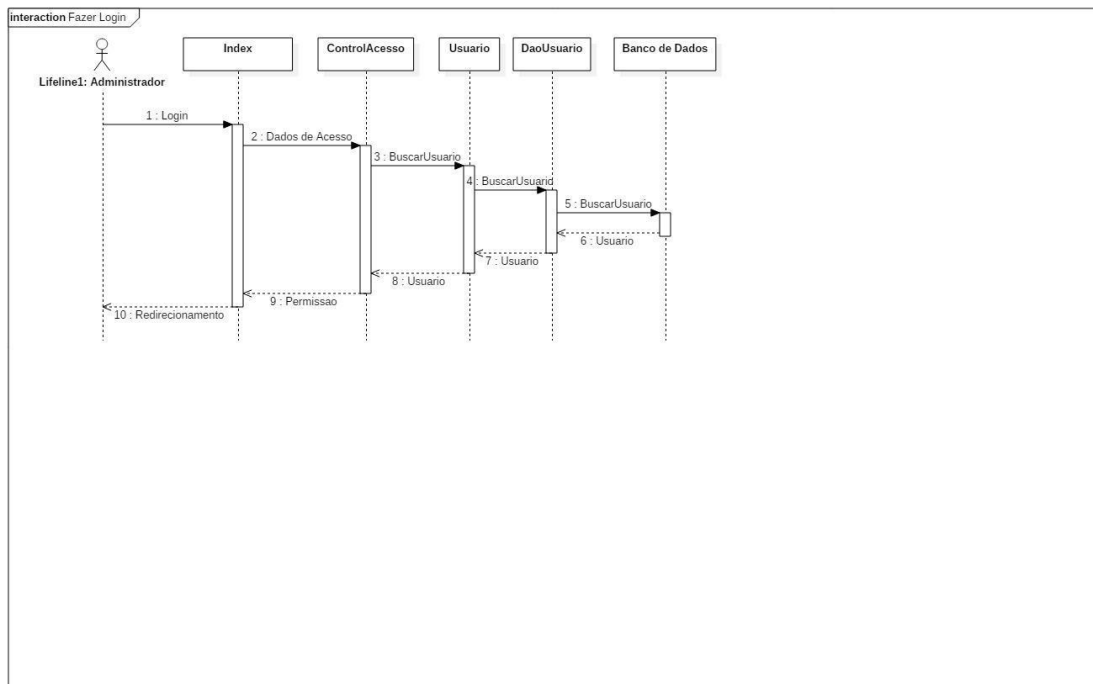 interaction Fazer Login
Index
ControlAcesso
Usuario
DaoUsuario
Banco de Dados
Lifeline1: Administrador
1 : Login
2 : Dados de Acesso
3 : BuscarUsuario
4 : BuscarUsuario
5 : BuscarUsuario
6 : Usuario
7 : Usuario
8 : Usuario
9 : Permissao
10 : Redirecionamento